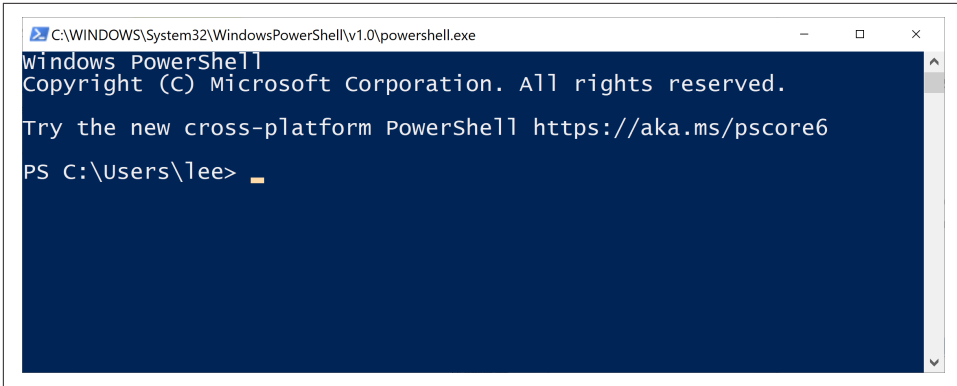 C:\WINDOWS\System32\WindowsPowerShell\v1.0\powershell.exe
Windows PowerShell
Copyright (C) Microsoft Corporation. All rights reserved.
Try the new cross-platform PowerShell https://aka.ms/pscore6
PS C:\Users\lee>